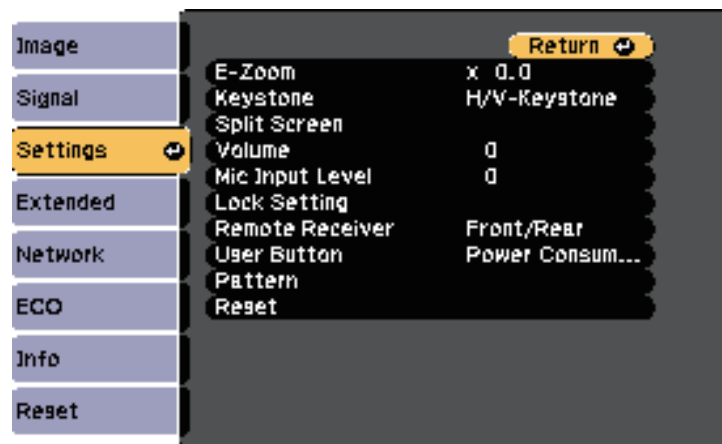 Image
Signal
Settings
Extended
Network
ECO
Info
Reset
Return
E-Zoom x 0.0
Keystone H/V-Keystone
Split Screen
Volume 0
Mic Input Level 0
Lock Setting
Remote Receiver Front/Rear
User Button Power Consum...
Pattern
Reset